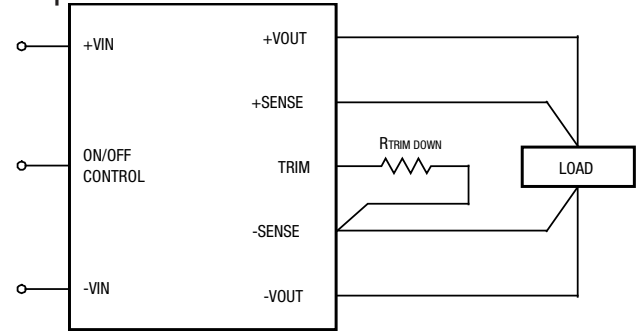 +VIN
+VOUT
+SENSE
RTRIM DOWN
ON/OFF
CONTROL
TRIM
LOAD
-SENSE
-VIN
-VOUT